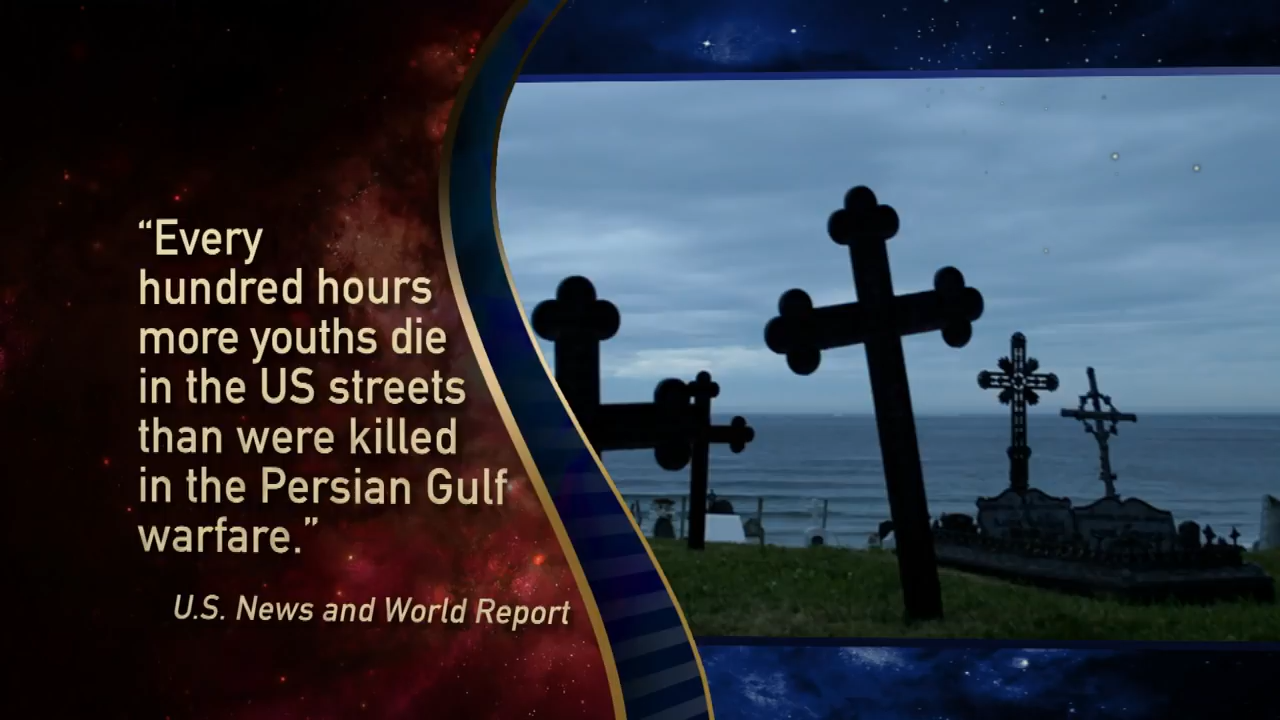 “Every
hundred hours
more youths die
in the US streets
than were killed
in the Persian Gulf
warfare.”
U.S. News and World Report